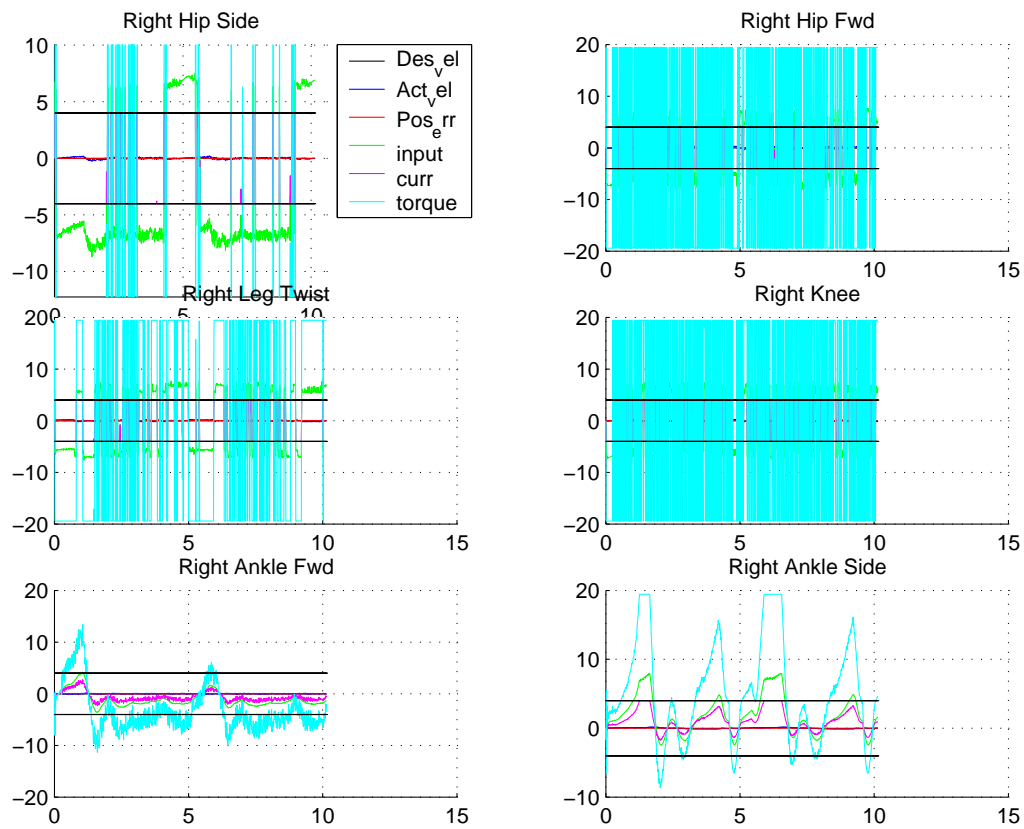 Right Hip Side
10
5
0
−5
−10
5
10
Des_vel
Act_vel
Pos_err
input
curr
torque
Right Hip Fwd
20
10
0
−10
−20
0 5 10 15
Right Leg Twist
20
10
0
−10
−20
0 5 10 15
Right Knee
20
10
0
−10
−20
0 5 10 15
Right Ankle Fwd
20
10
0
−10
−20
0 5 10 15
Right Ankle Side
20
10
0
−10
0 5 10 15